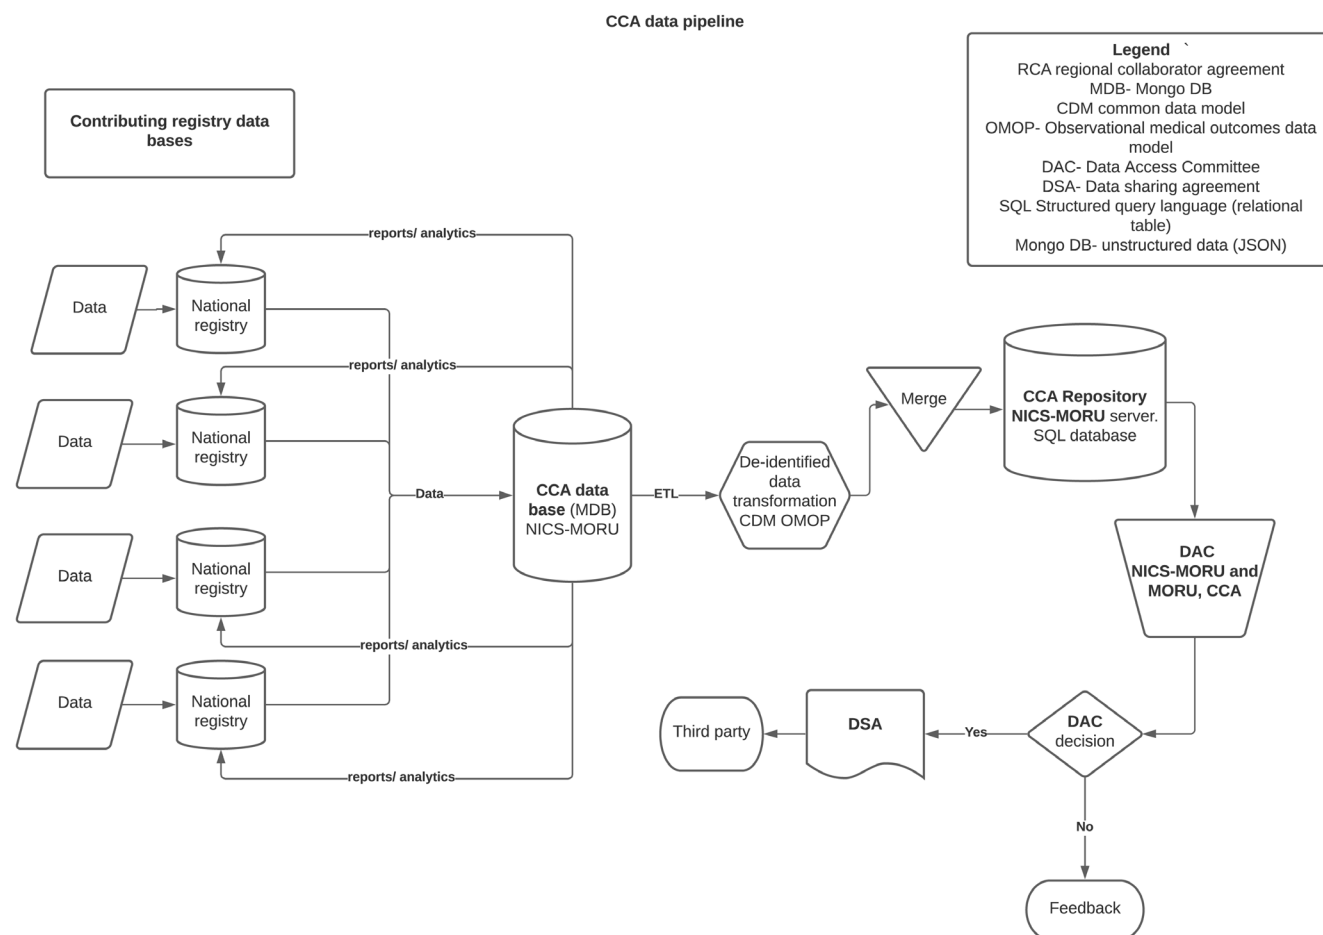 CCA data pipeline
Legend `
RCA regional collaborator agreement
MDB- Mongo DB
CDM common data model
OMOP- Observational medical outcomes data
model
DAC- Data Access Committee
DSA- Data sharing agreement
SQL Structured query language (relational
table)
Mongo DB- unstructured data (JSON)
Contributing registry data
bases
reports/ analytics
Data
National
registry
reports/ analytics
Data
National
registry
Data
National
registry
reports/ analytics
Data
National
registry
reports/ analytics
Data
CCA data
base (MDB)
NICS-MORU
ETL
De-identified
data
transformation
CDM OMOP
Merge
CCA Repository
NICS-MORU server.
SQL database
DAC
NICS-MORU and
MORU, CCA
DAC
decision
Yes
DSA
Third party
No
Feedback